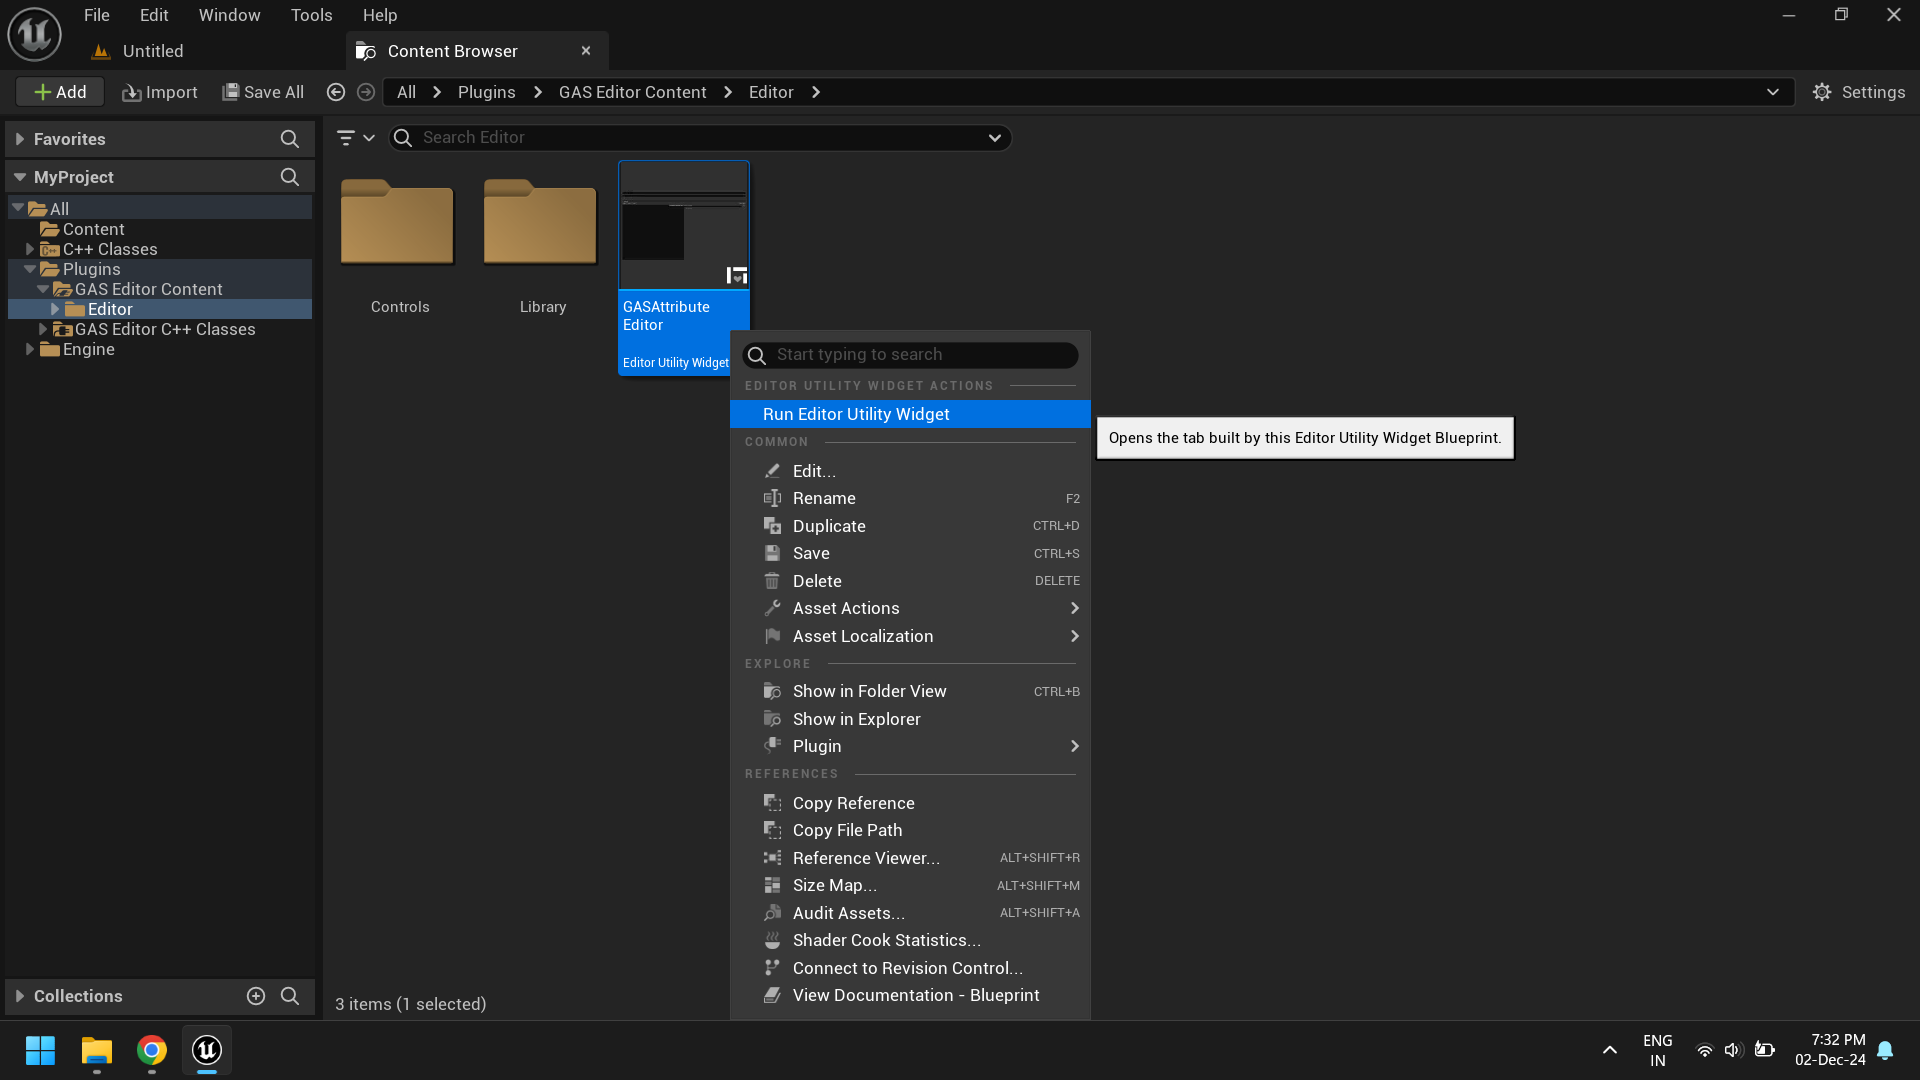 File Edit Window Tools Help
Untitled Content Browser
Add Import Save All All Plugins GAS Editor Content Editor Settings
Favorites
Search Editor
MyProject
All
Content
C++ Classes
Plugins
GAS Editor Content
Editor
GAS Editor C++ Classes
Engine
Controls
Library
GASAttribute
Editor
Editor Utility Widget
Start typing to search
EDITOR UTILITY WIDGET ACTIONS
Run Editor Utility Widget
Opens the tab built by this Editor Utility Widget Blueprint.
COMMON
Edit...
Rename F2
Duplicate CTRL+D
Save CTRL+S
Delete DELETE
Asset Actions
Asset Localization
EXPLORE
Show in Folder View CTRL+B
Show in Explorer
Plugin
REFERENCES
Copy Reference
Copy File Path
Reference Viewer... ALT+SHIFT+R
Size Map... ALT+SHIFT+M
Audit Assets... ALT+SHIFT+A
Shader Cook Statistics...
Connect to Revision Control...
View Documentation - Blueprint
Collections
3 items (1 selected)
ENG
IN
7:32 PM
02-Dec-24